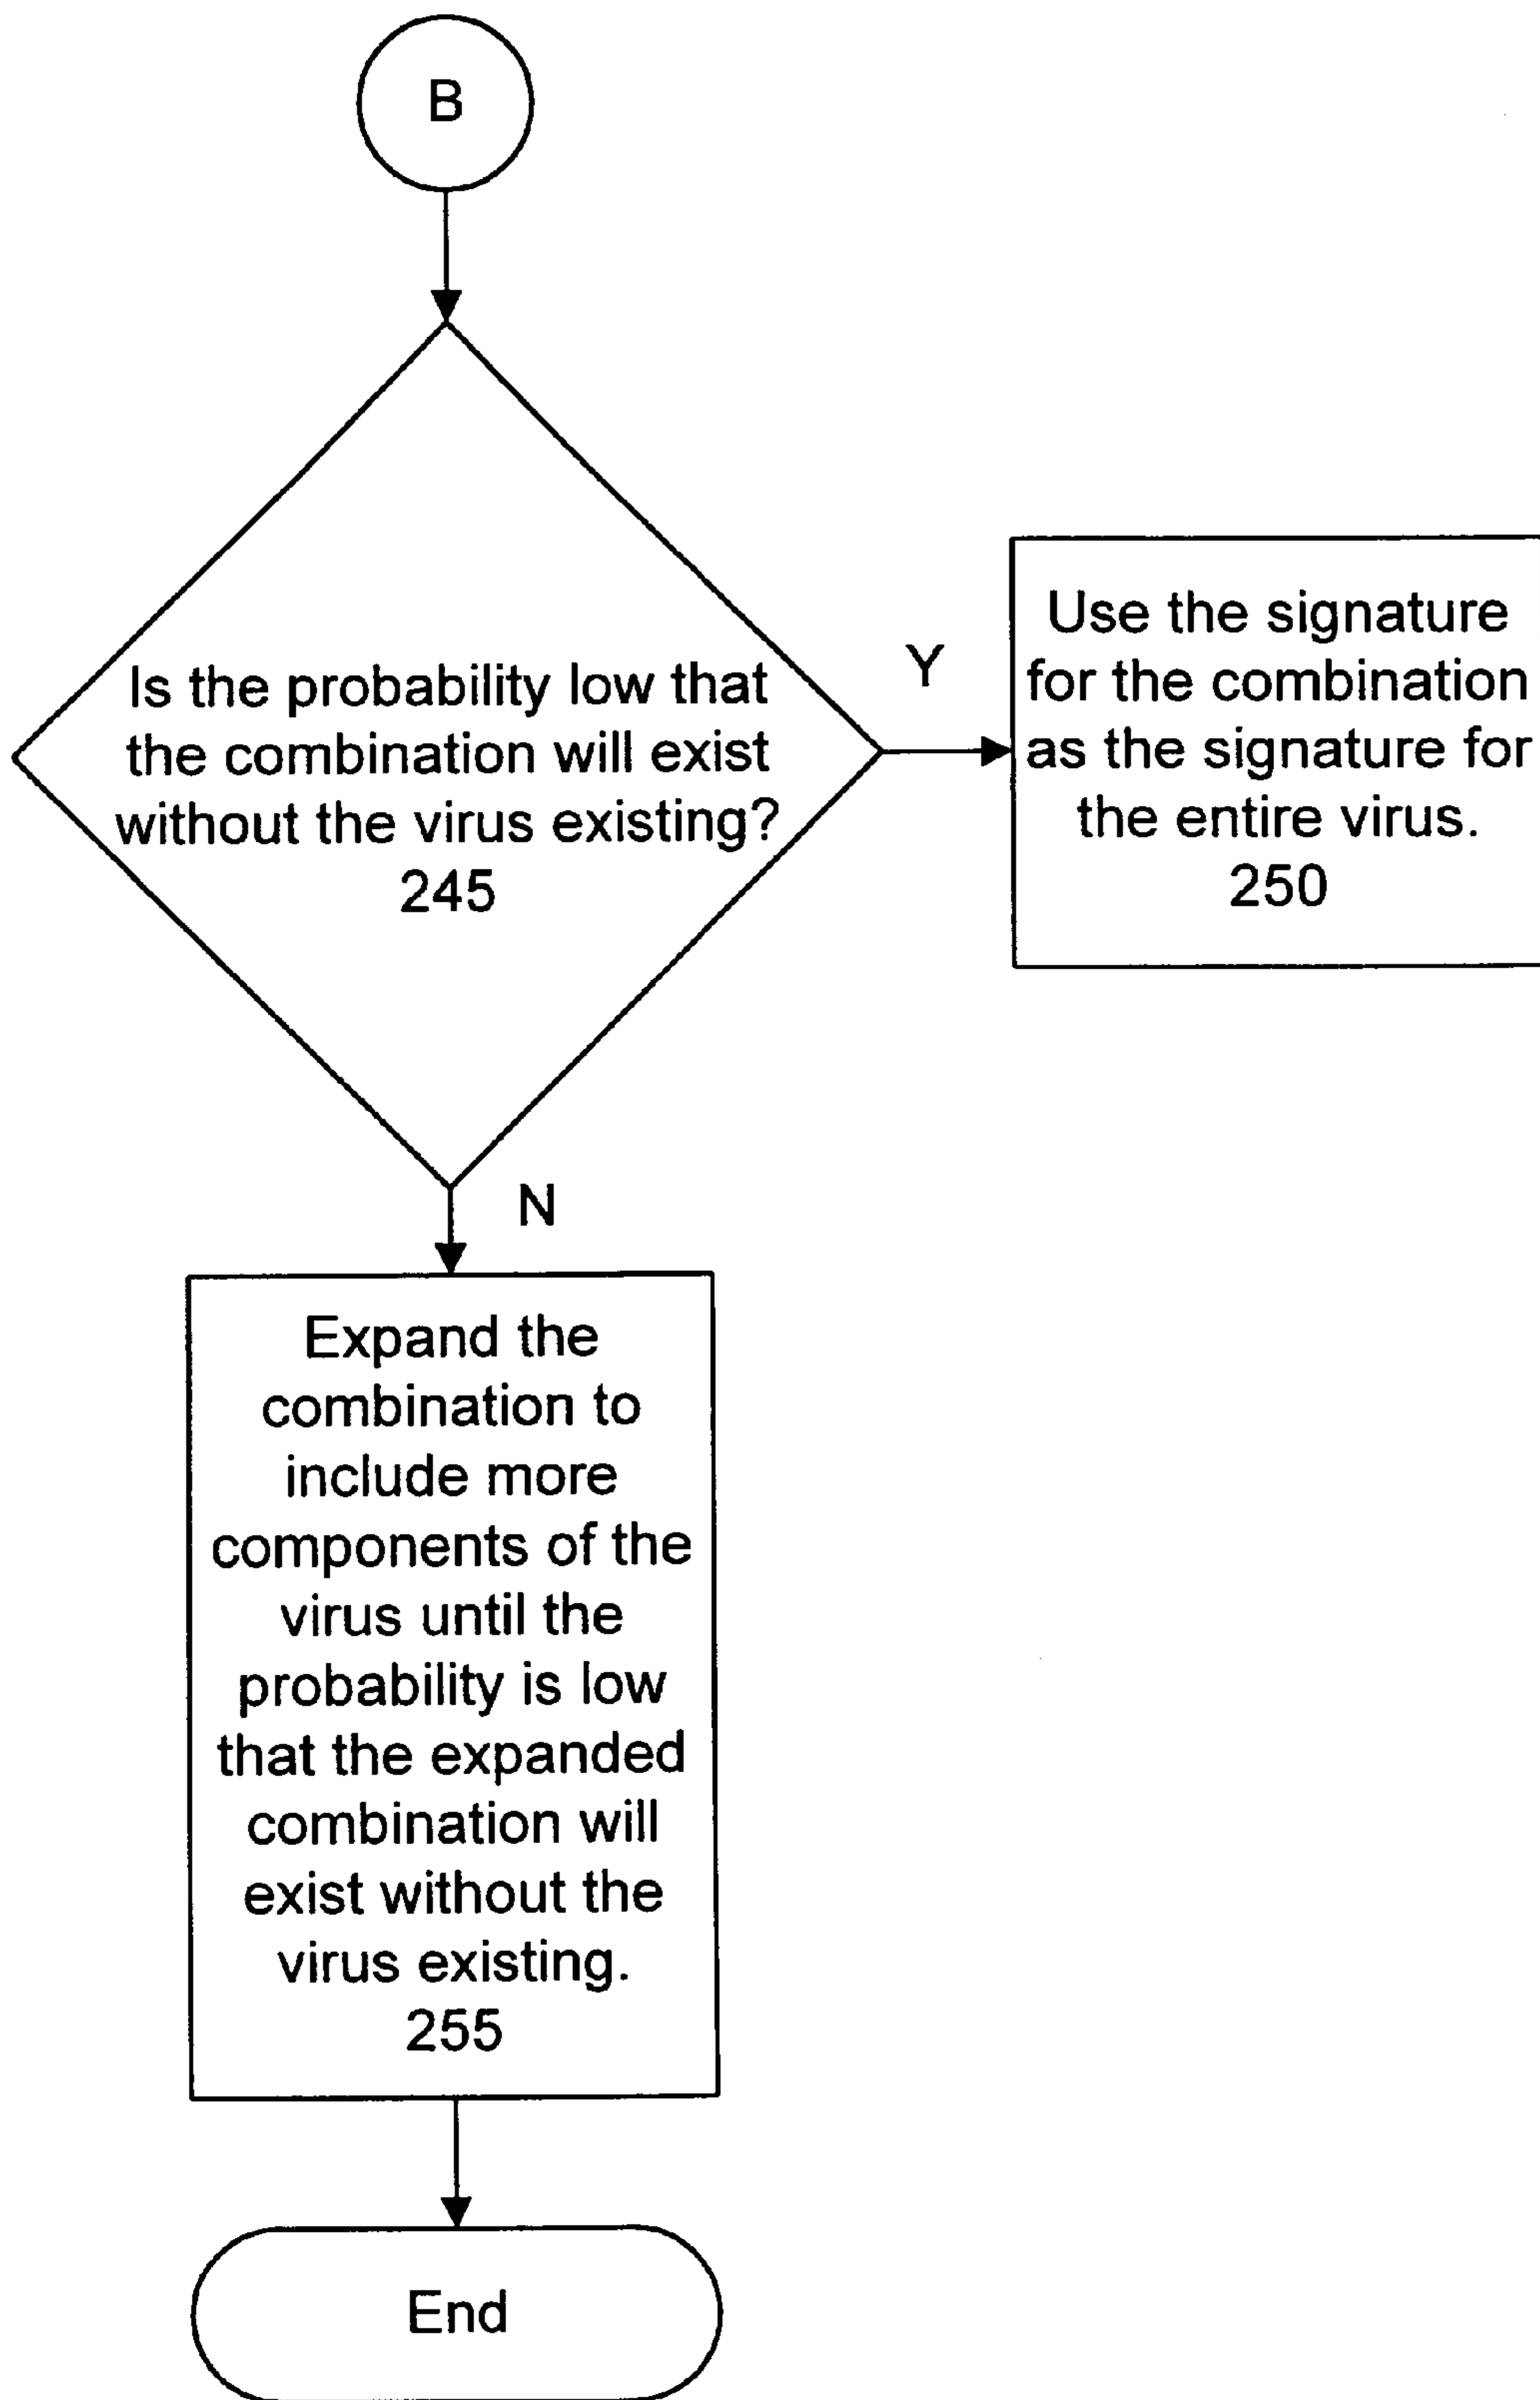 B
Is the probability low that
the combination will exist
without the virus existing?
245
Y
Use the signature
for the combination
as the signature for
the entire virus.
250
N
Expand the
combination to
include more
components of the
virus until the
probability is low
that the expanded
combination will
exist without the
virus existing.
255
End